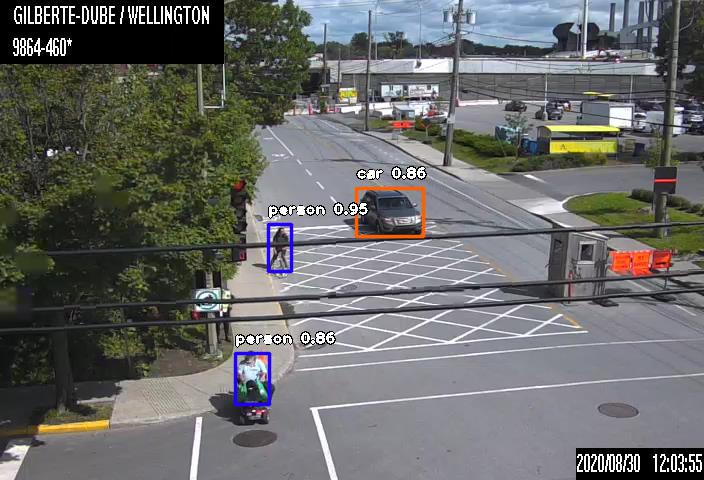 GILBERTE-DUBE / WELLINGTON
9864-460*
car 0.86
person 0.95
person 0.86
2020/08/30 12:03:55